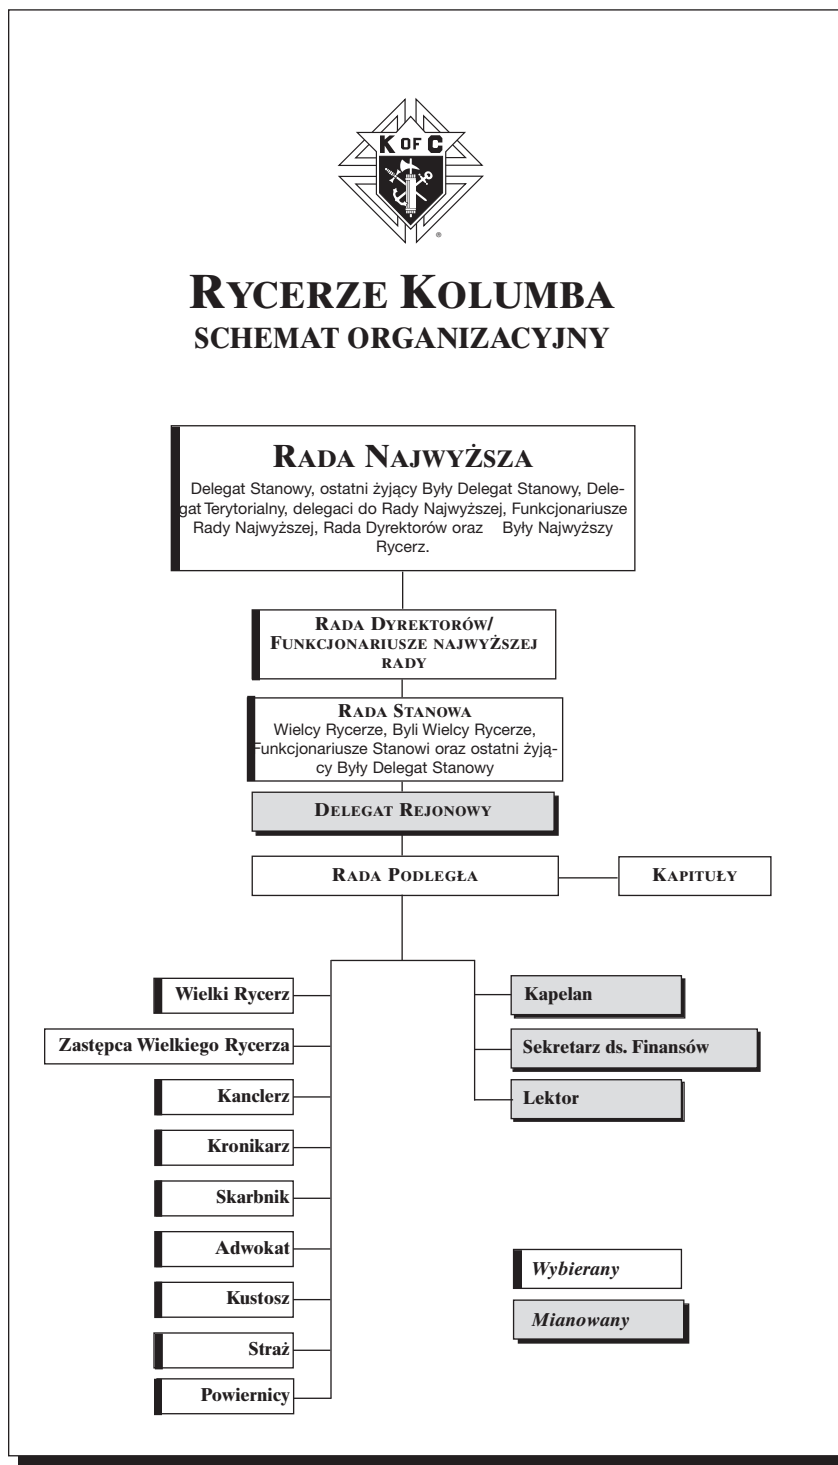 K OF C
®
RYCERZE KOLUMBA
SCHEMAT ORGANIZACYJNY
RADA NAJWYŻSZA
Delegat Stanowy, ostatni żyjący Były Delegat Stanowy, Dele-
gat Terytorialny, delegaci do Rady Najwyższej, Funkcjonariusze
Rady Najwyższej, Rada Dyrektorów oraz Były Najwyższy
Rycerz.
RADA DYREKTORÓW/
FUNKCJONARIUSZE NAJWYŻSZEJ
RADY
RADA STANOWA
Wielcy Rycerze, Byli Wielcy Rycerze,
Funkcjonariusze Stanowi oraz ostatni żyją-
cy Były Delegat Stanowy
DELEGAT REJONOWY
RADA PODLEGŁA
KAPITUŁY
Wielki Rycerz
Zastępca Wielkiego Rycerza
Kanclerz
Kronikarz
Skarbnik
Adwokat
Kustosz
Straż
Powiernicy
Kapelan
Sekretarz ds. Finansów
Lektor
Wybierany
Mianowany